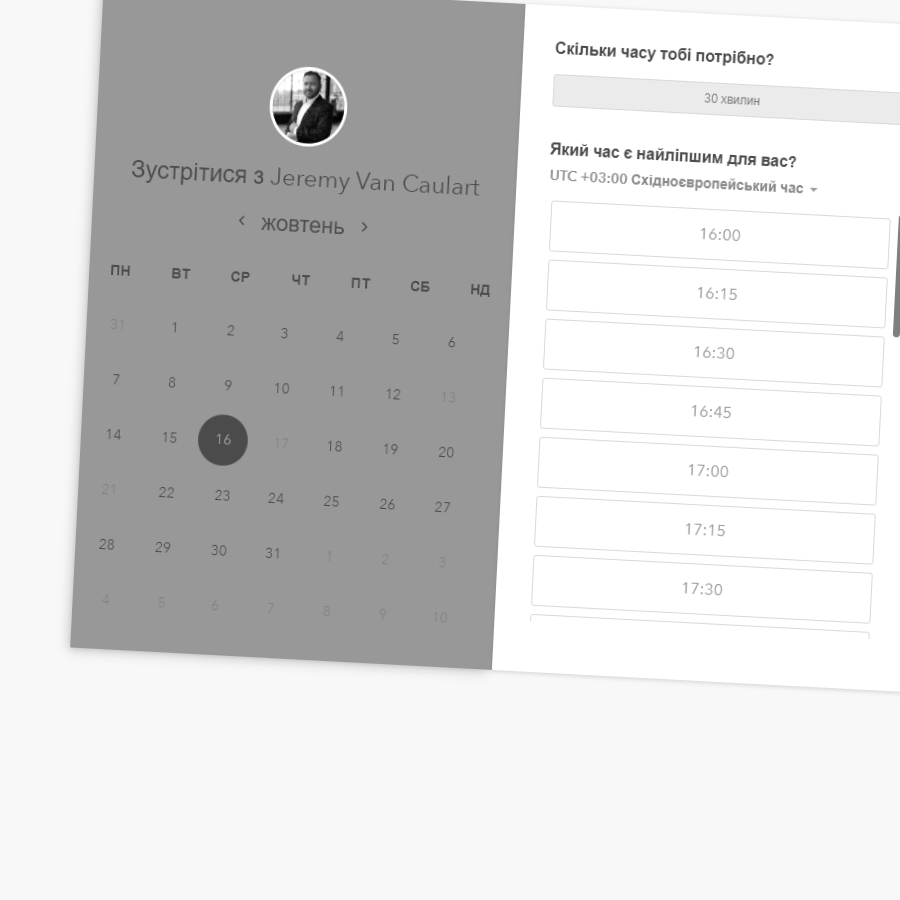 Зустрітися з Jeremy Van Caulart
жовтень
ПН ВТ СР ЧТ ПТ СБ НД
31 1 2 3 4 5 6
7 8 9 10 11 12 13
14 15 16 17 18 19 20
21 22 23 24 25 26 27
28 29 30 31 1 2 3
4 5 6 7 8 9 10
Скільки часу тобі потрібно?
30 хвилин
Який час є найліпшим для вас?
UTC +03:00 Східноєвропейський час
16:00
16:15
16:30
16:45
17:00
17:15
17:30